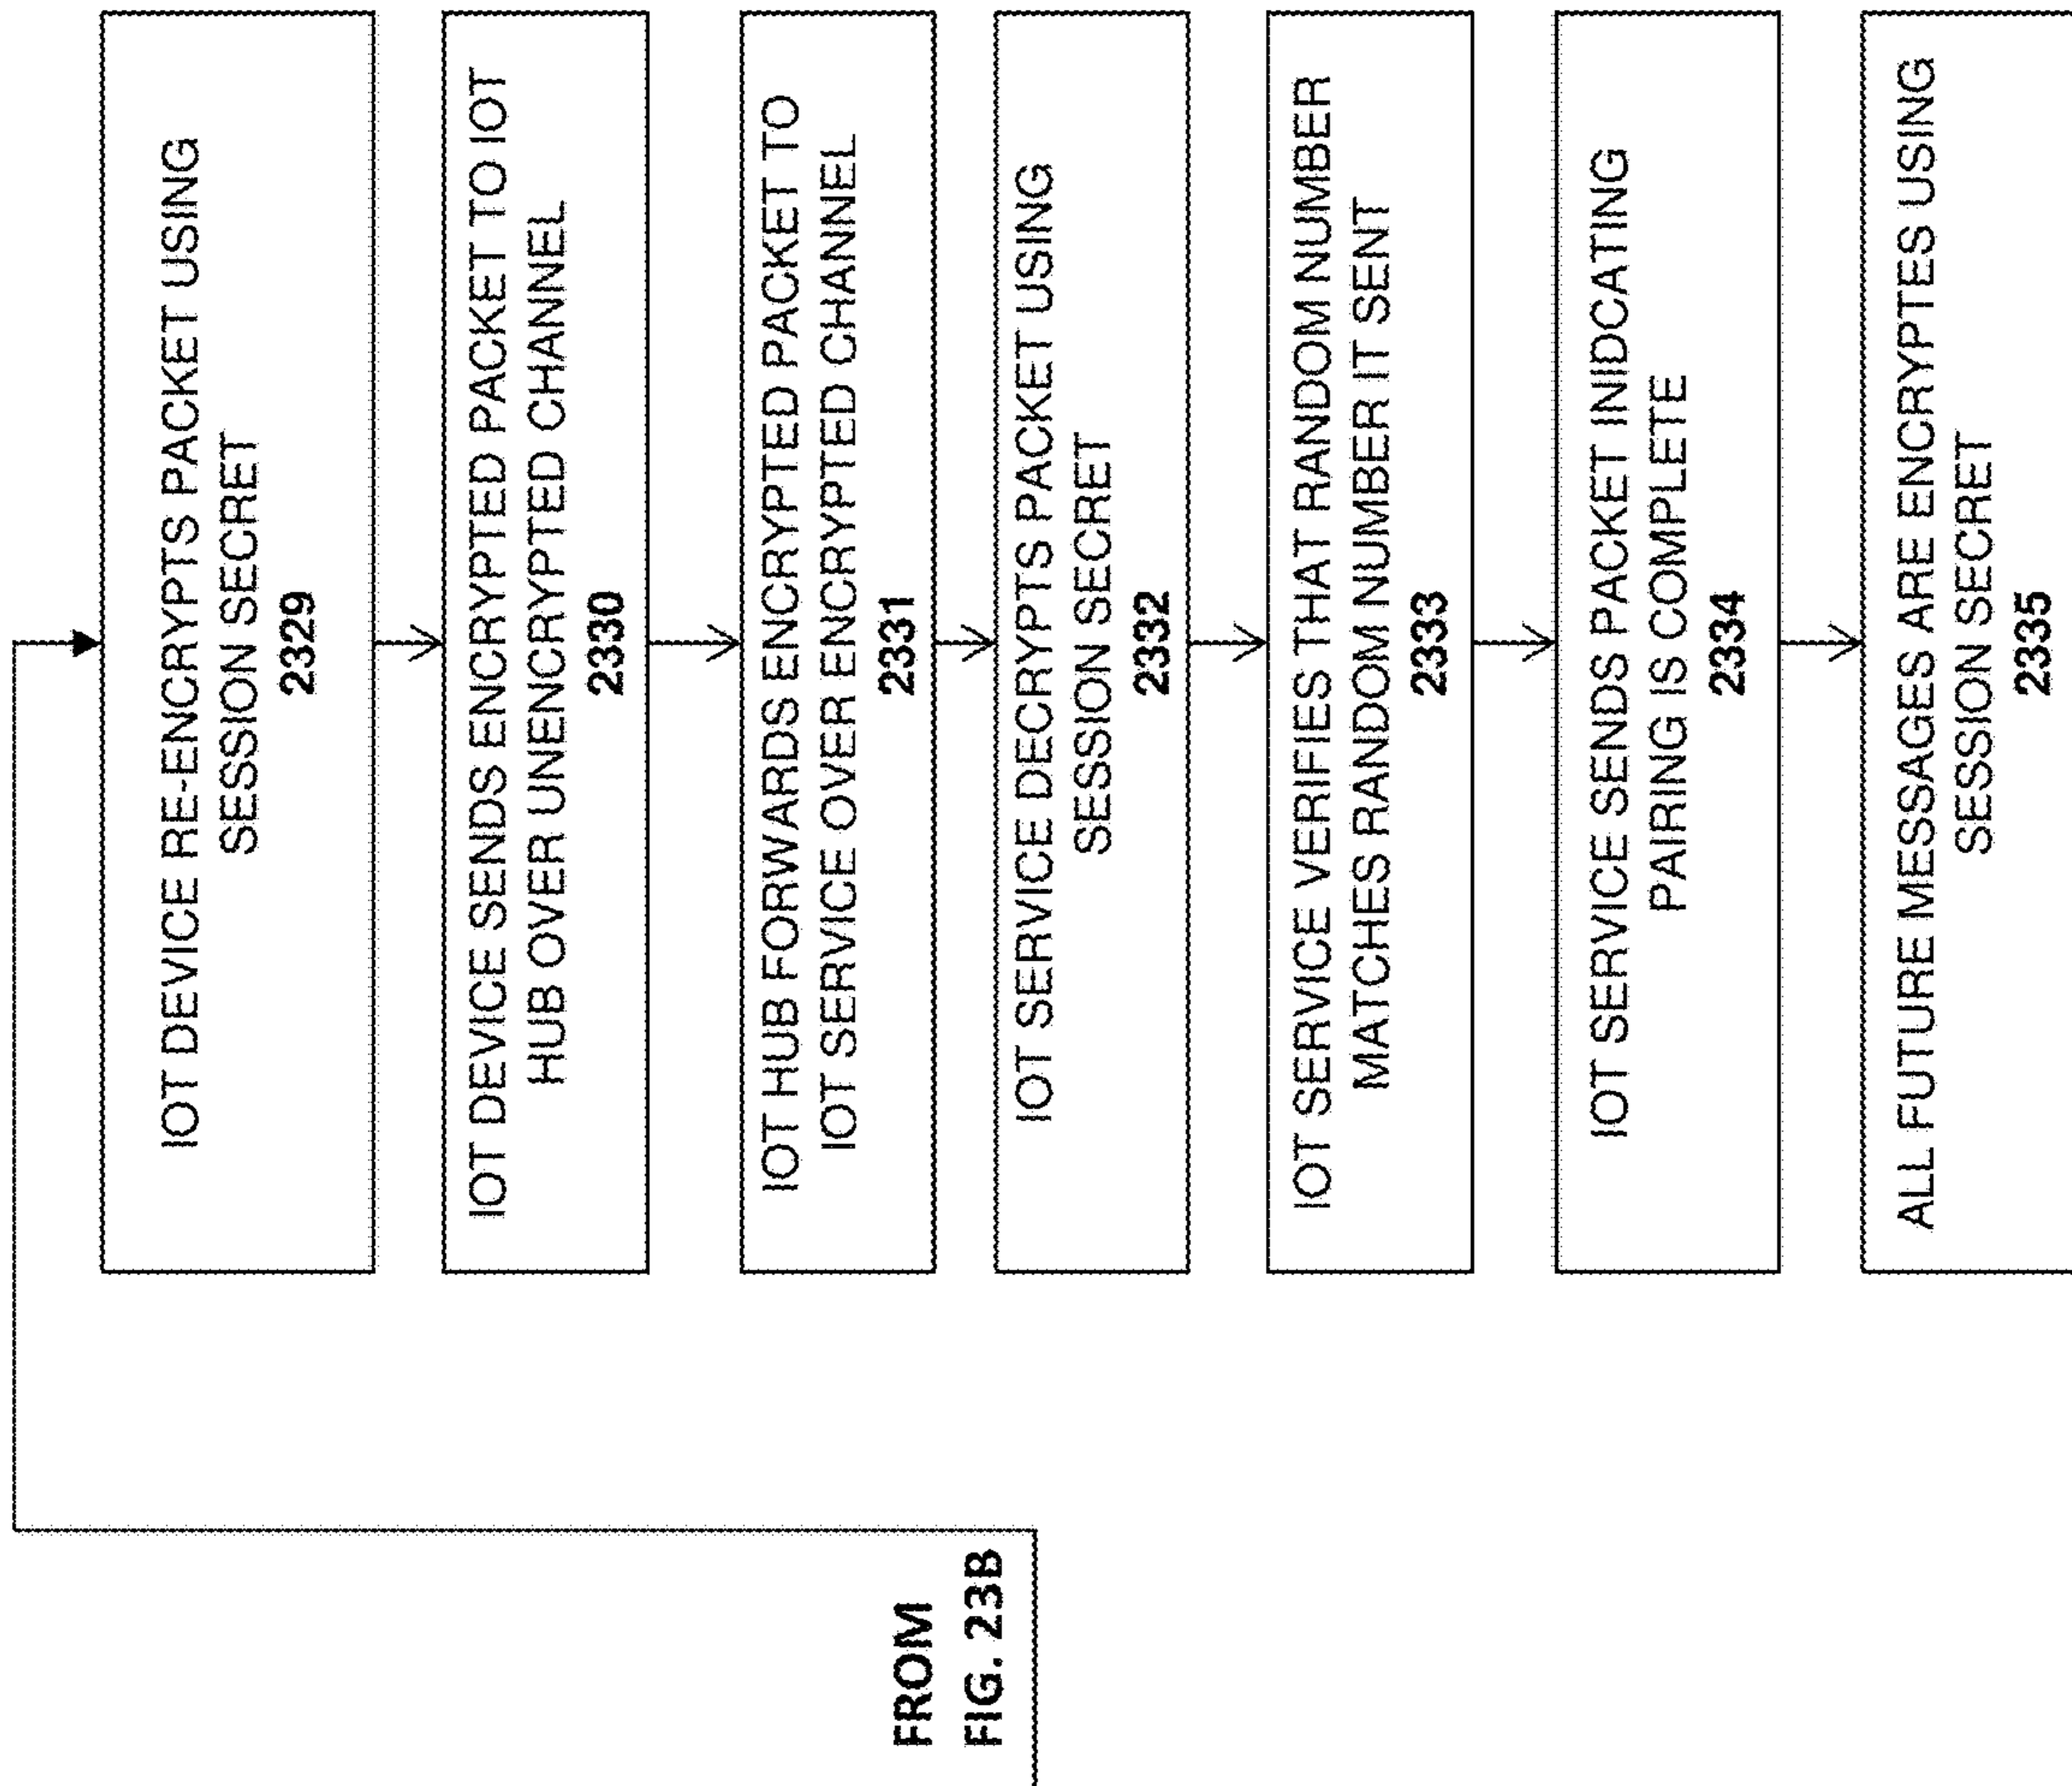 IOT DEVICE RE-ENCRYPTS PACKET USING
SESSION SECRET
2329
IOT DEVICE SENDS ENCRYPTED PACKET TO IOT
HUB OVER UNENCRYPTED CHANNEL
2330
IOT HUB FORWARDS ENCRYPTED PACKET TO
IOT SERVICE OVER ENCRYPTED CHANNEL
2331
IOT SERVICE DECRYPTS PACKET USING
SESSION SECRET
2332
IOT SERVICE VERIFIES THAT RANDOM NUMBER
MATCHES RANDOM NUMBER IT SENT
2333
IOT SERVICE SENDS PACKET INIDCATING
PAIRING IS COMPLETE
2334
ALL FUTURE MESSAGES ARE ENCRYPTES USING
SESSION SECRET
2335
FROM
FIG. 23B